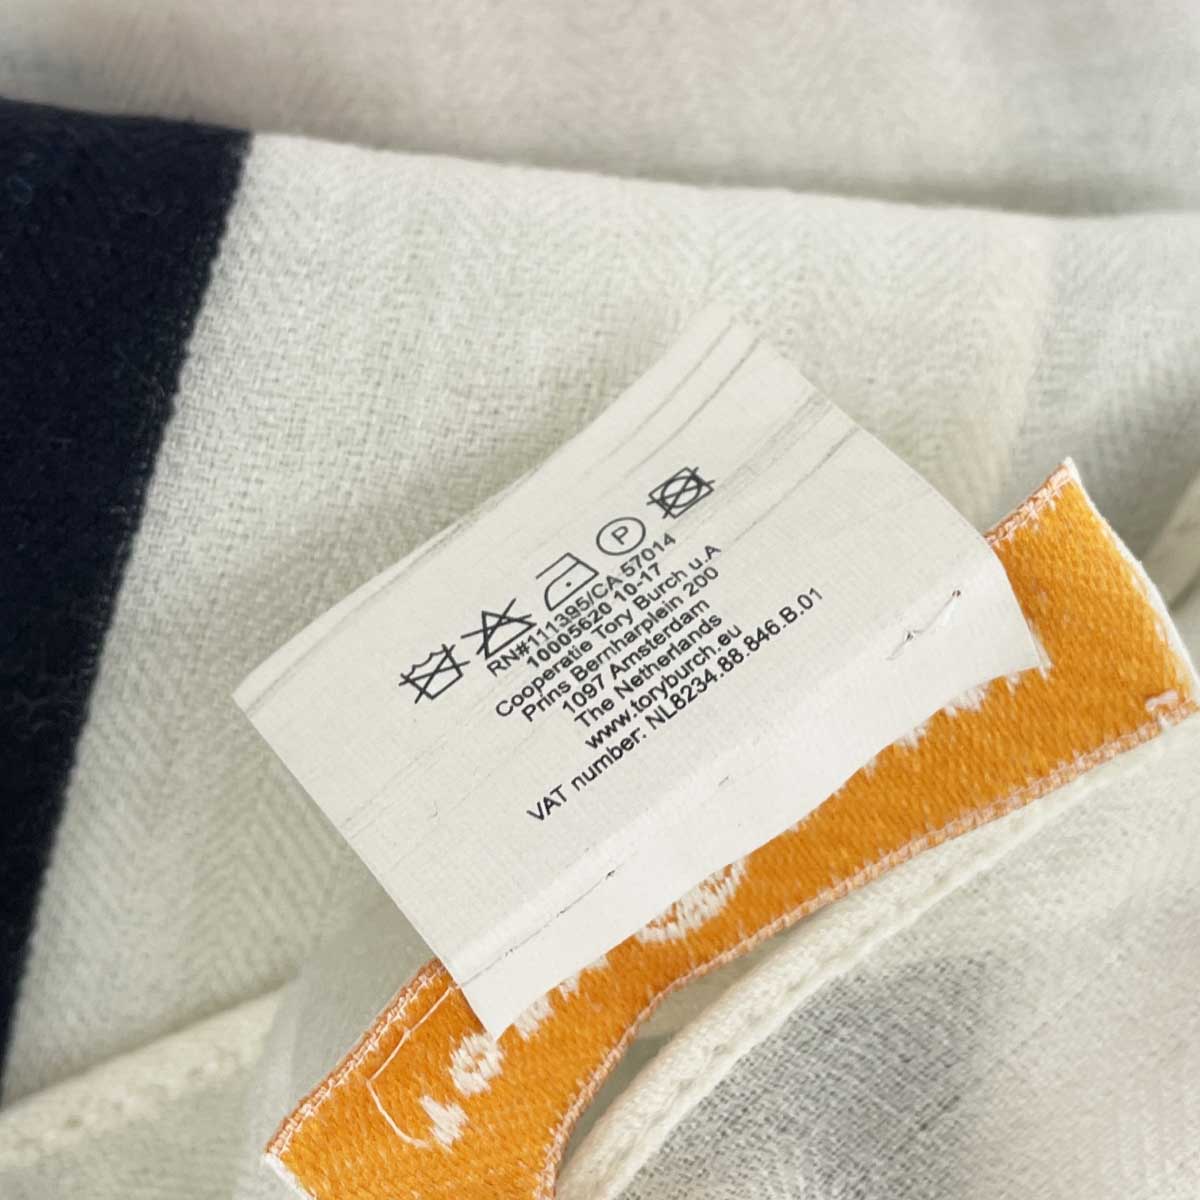 P
RN#111395/CA 57014
10005620 10-17
Cooperatie Tory Burch u.A
Prins Bernharplein 200
1097 Amsterdam
The Netherlands
www.toryburch.eu
VAT number: NL8234.88.846.B.01